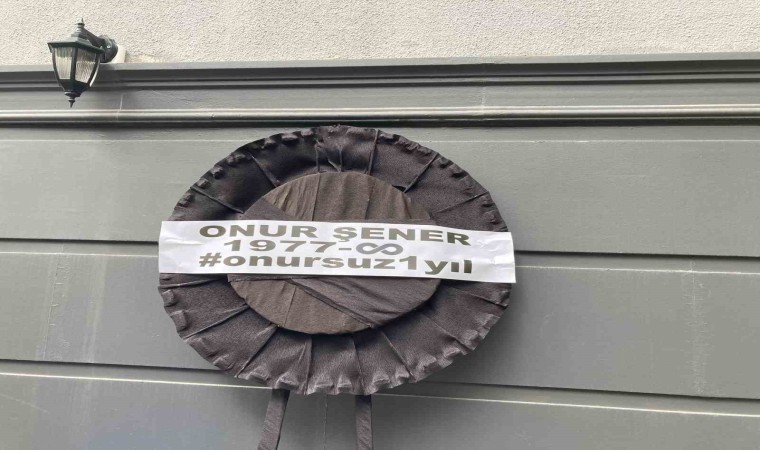 ONUR ŞENER
1977-∞
#onursuz1yıl